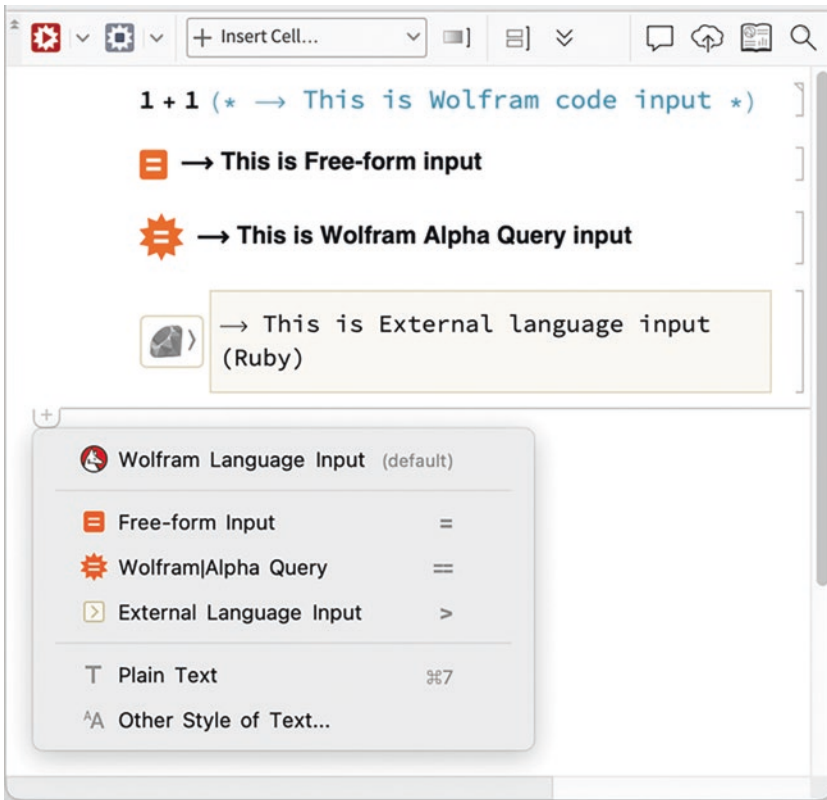 + Insert Cell...
1 + 1 (* ⟶ This is Wolfram code input *)
= ⟶ This is Free-form input
= ⟶ This is Wolfram Alpha Query input
⟶ This is External language input
(Ruby)
+
Wolfram Language Input (default)
= Free-form Input =
= Wolfram|Alpha Query ==
> External Language Input >
T Plain Text ⌘7
AA Other Style of Text...